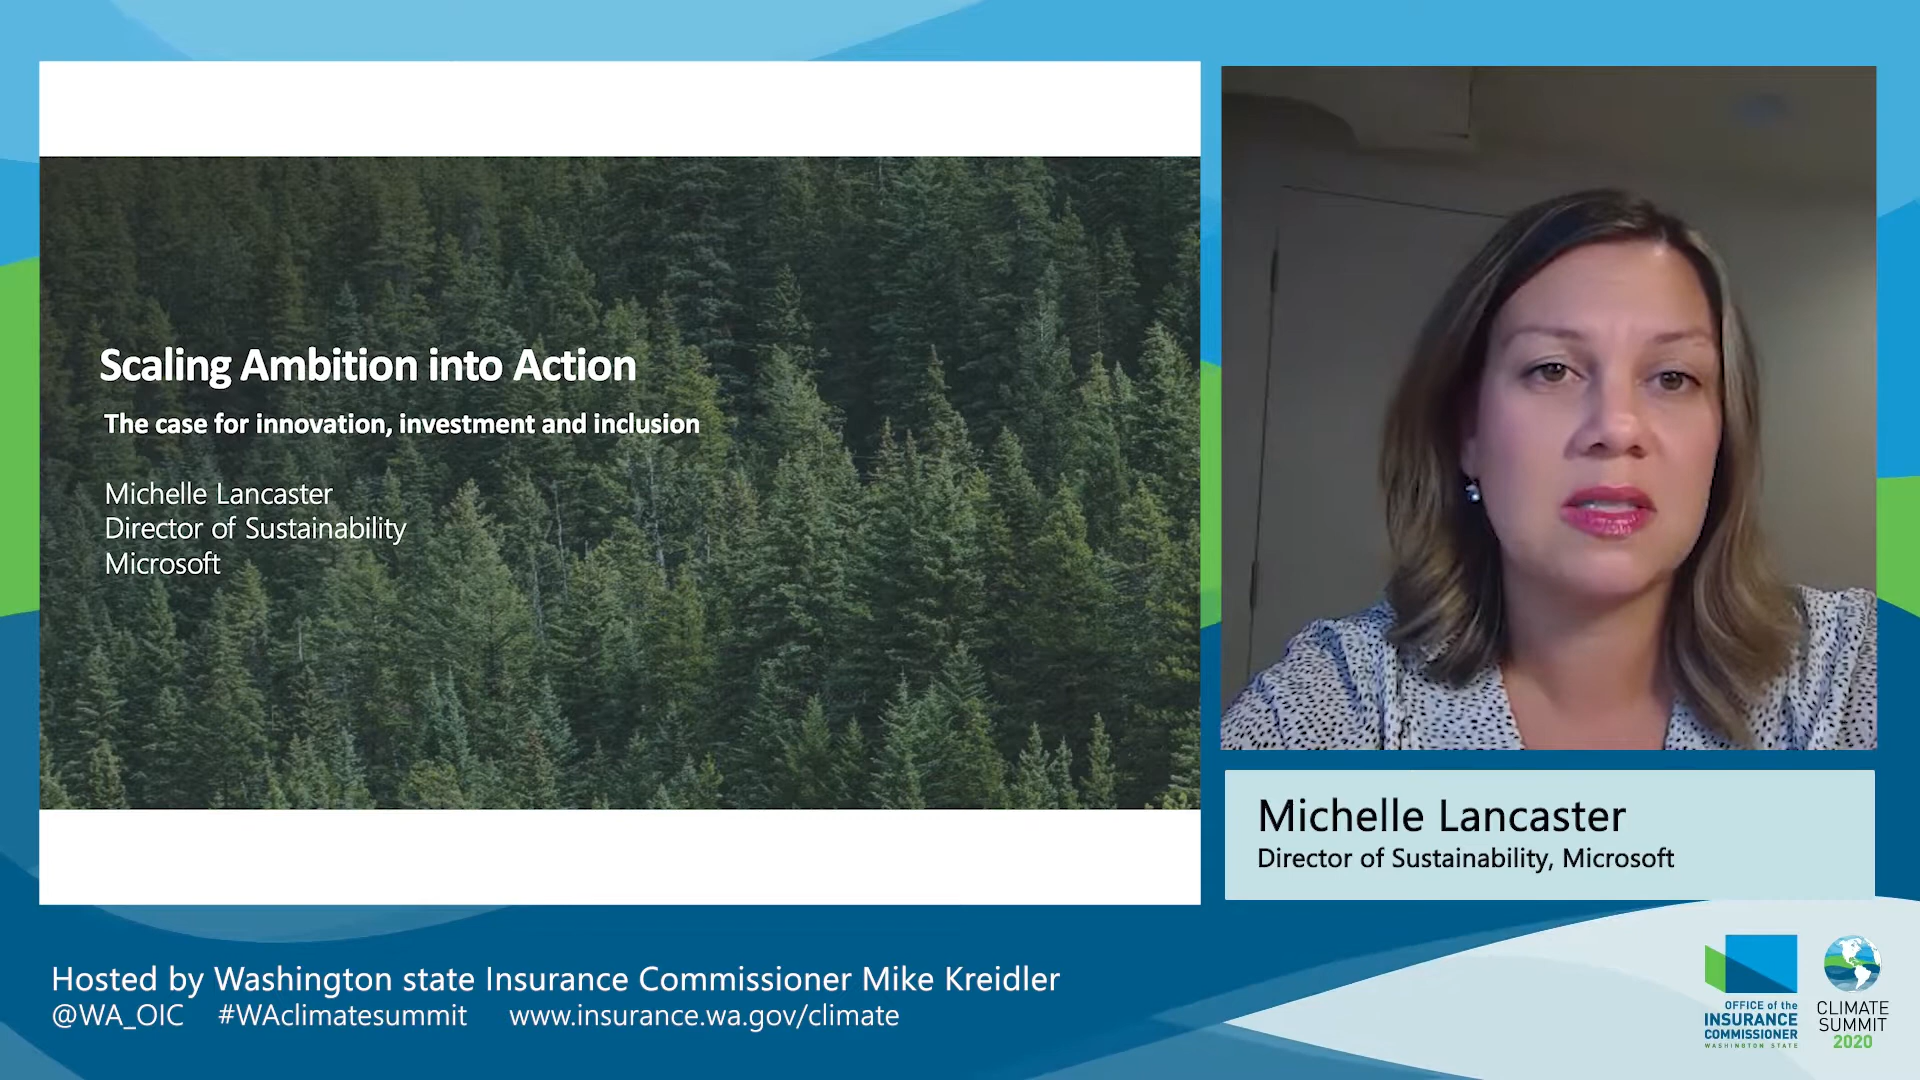 Scaling Ambition into Action
The case for innovation, investment and inclusion
Michelle Lancaster
Director of Sustainability
Microsoft
Michelle Lancaster
Director of Sustainability, Microsoft
Hosted by Washington state Insurance Commissioner Mike Kreidler
@WA_OIC #WAclimatesummit www.insurance.wa.gov/climate
OFFICE of the
INSURANCE
COMMISSIONER
WASHINGTON STATE
CLIMATE
SUMMIT
2020